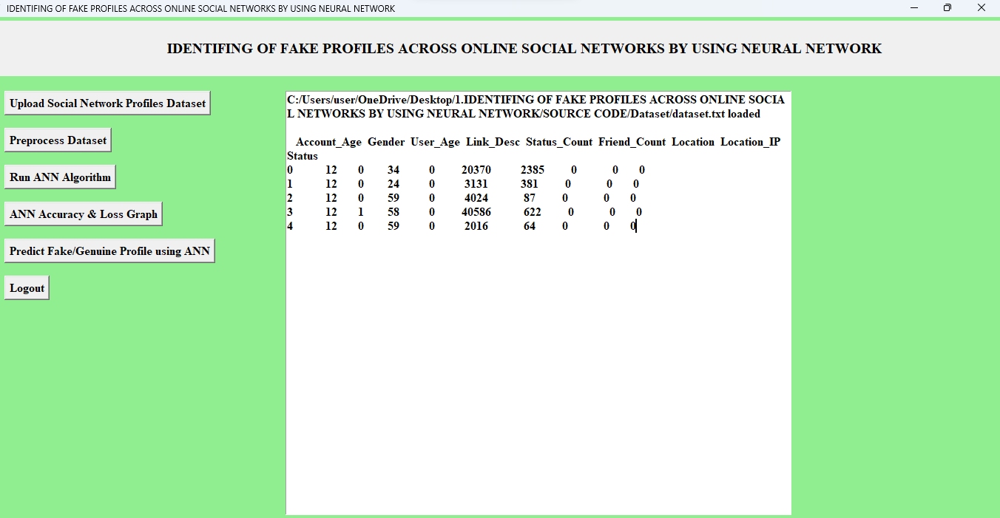 IDENTIFING OF FAKE PROFILES ACROSS ONLINE SOCIAL NETWORKS BY USING NEURAL NETWORK
IDENTIFING OF FAKE PROFILES ACROSS ONLINE SOCIAL NETWORKS BY USING NEURAL NETWORK
Upload Social Network Profiles Dataset
Preprocess Dataset
Run ANN Algorithm
ANN Accuracy & Loss Graph
Predict Fake/Genuine Profile using ANN
Logout
C:/Users/user/OneDrive/Desktop/1.IDENTIFING OF FAKE PROFILES ACROSS ONLINE SOCIA
L NETWORKS BY USING NEURAL NETWORK/SOURCE CODE/Dataset/dataset.txt loaded
Account_Age Gender User_Age Link_Desc Status_Count Friend_Count Location Location_IP
Status
0 12 0 34 0 20370 2385 0 0 0
1 12 0 24 0 3131 381 0 0 0
2 12 0 59 0 4024 87 0 0 0
3 12 1 58 0 40586 622 0 0 0
4 12 0 59 0 2016 64 0 0 0